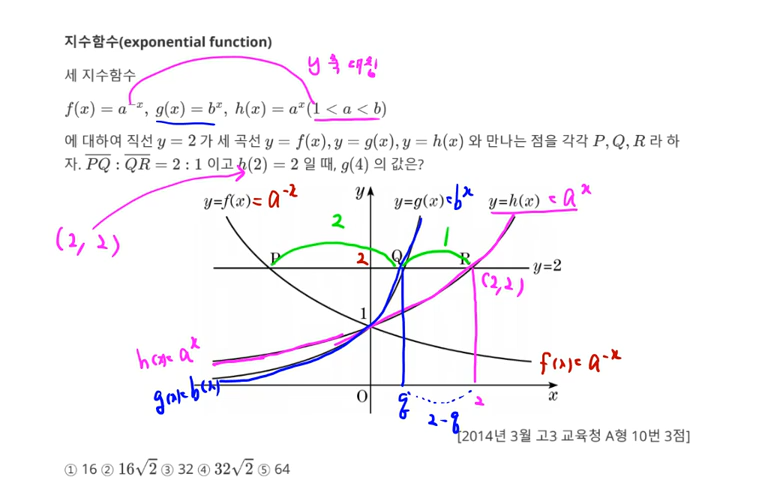 지수함수(exponential function)
세 지수함수
y축 대칭
f(x) = a^{-x}, g(x) = b^x, h(x) = a^x(1 < a < b)
에 대하여 직선 y = 2 가 세 곡선 y = f(x), y = g(x), y = h(x) 와 만나는 점을 각각 P, Q, R 라 하
자. \overline{PQ} : \overline{QR} = 2 : 1 이고 h(2) = 2 일 때, g(4) 의 값은?
y=f(x) = a^{-2} y y=g(x) = b^x y=h(x) = a^x
(2, 2) 2 1
P 2 Q R y=2
(2,2)
1
h(x)= a^x f(x)= a^{-x}
g(x)= b(x)
O q 2 x
2-q
[2014년 3월 고3 교육청 A형 10번 3점]
① 16 ② 16√2 ③ 32 ④ 32√2 ⑤ 64